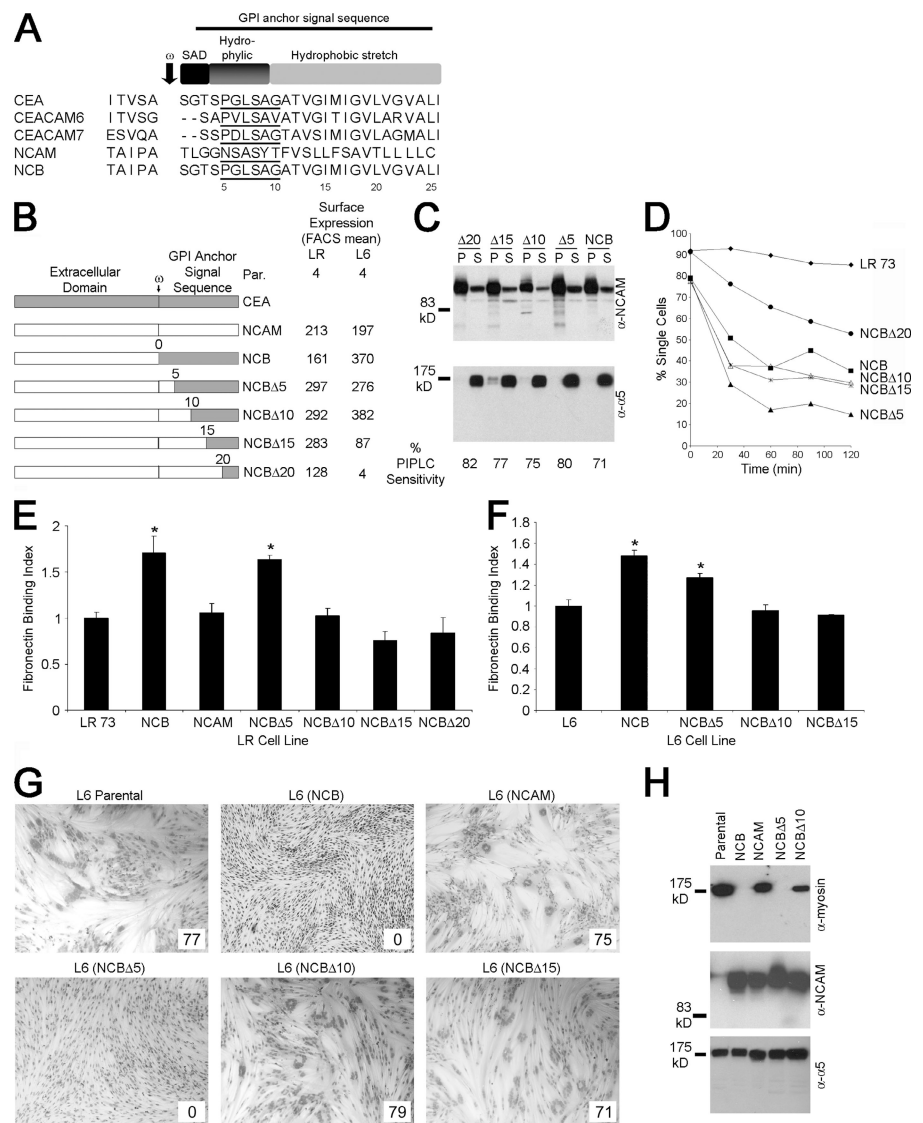 A
GPI anchor signal sequence
ω
SAD
Hydro-
phylic
Hydrophobic stretch
CEA ITVSA SGTSPGLSAGATVGIMIGVLVGVALI
CEACAM6 ITVSG --SAPVLSAVATVGITIGVLARVALI
CEACAM7 ESVQA --SSPDLSAGTAVSIMIGVLAGMALI
NCAM TAIPA TLGGNSASYTFVSLLFSAVTLLLLC
NCB TAIPA SGTSPGLSAGATVGIMIGVLVGVALI
5 10 15 20 25
B
Surface
Expression
(FACS mean)
LR L6
Extracellular
Domain
ω
GPI Anchor
Signal
Sequence
Par. 4 4
CEA
NCAM 213 197
0
NCB 161 370
5
NCBΔ5 297 276
10
NCBΔ10 292 382
15
NCBΔ15 283 87
20
NCBΔ20 128 4
C
Δ20 Δ15 Δ10 Δ5 NCB
P S P S P S P S P S
83
kD
α-NCAM
175
kD
α-α5
%
PIPLC
Sensitivity
82 77 75 80 71
D
% Single Cells
100
90
80
70
60
50
40
30
20
10
0
0 20 40 60 80 100 120
Time (min)
LR 73
NCBΔ20
NCB
NCBΔ10
NCBΔ15
NCBΔ5
E
Fibronectin Binding Index
2
1.5
1
0.5
0
* *
LR 73 NCB NCAM NCBΔ5 NCBΔ10 NCBΔ15 NCBΔ20
LR Cell Line
F
Fibronectin Binding Index
1.8
1.6
1.4
1.2
1
0.8
0.6
0.4
0.2
0
* *
L6 NCB NCBΔ5 NCBΔ10 NCBΔ15
L6 Cell Line
G
L6 Parental
77
L6 (NCB)
0
L6 (NCAM)
75
L6 (NCBΔ5)
0
L6 (NCBΔ10)
79
L6 (NCBΔ15)
71
H
Parental
NCB
NCAM
NCBΔ5
NCBΔ10
175
kD
α-myosin
83
kD
α-NCAM
175
kD
α-α5